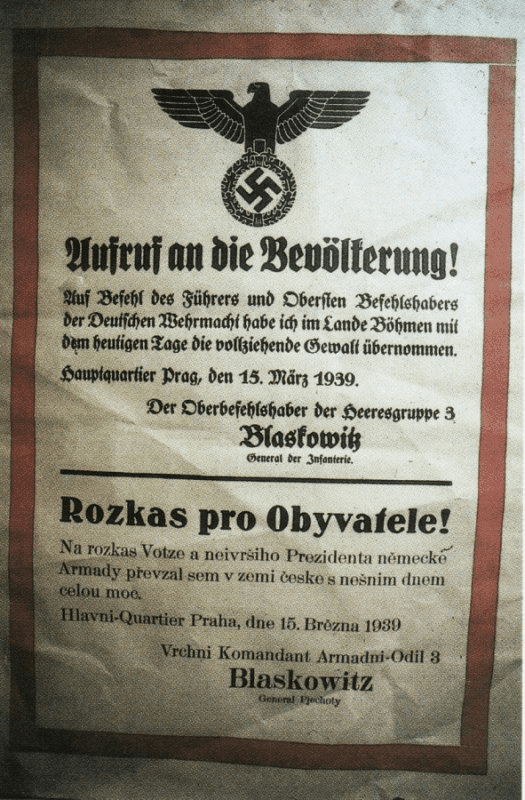 Aufruf an die Bevölkerung!
Auf Befehl des Führers und Obersten Befehlshabers
der Deutschen Wehrmacht habe ich im Lande Böhmen mit
dem heutigen Tage die vollziehende Gewalt übernommen.
Hauptquartier Prag, den 15. März 1939.
Der Oberbefehlshaber der Heeresgruppe 3
Blaskowitz
General der Infanterie.
Rozkas pro Obyvatele!
Na rozkas Votze a neivršiho Prezidenta německé
Armady převzal sem v zemi česke s nešnim dnem
celou moc.
Hlavni-Quartier Praha, dne 15. Března 1939
Vrchni Komandant Armadni-Odil 3
Blaskowitz
General Pjechoty